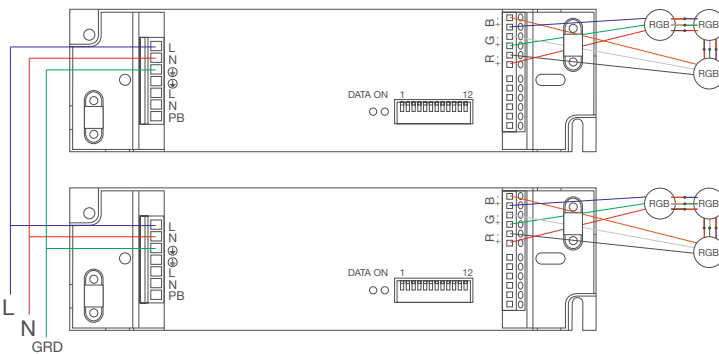 L
N
L
N
PB
DATA ON 1 12
B - +
G - +
R - +
RGB RGB
RGB
L
N
L
N
PB
DATA ON 1 12
B - +
G - +
R - +
RGB RGB
RGB
L
N
GRD